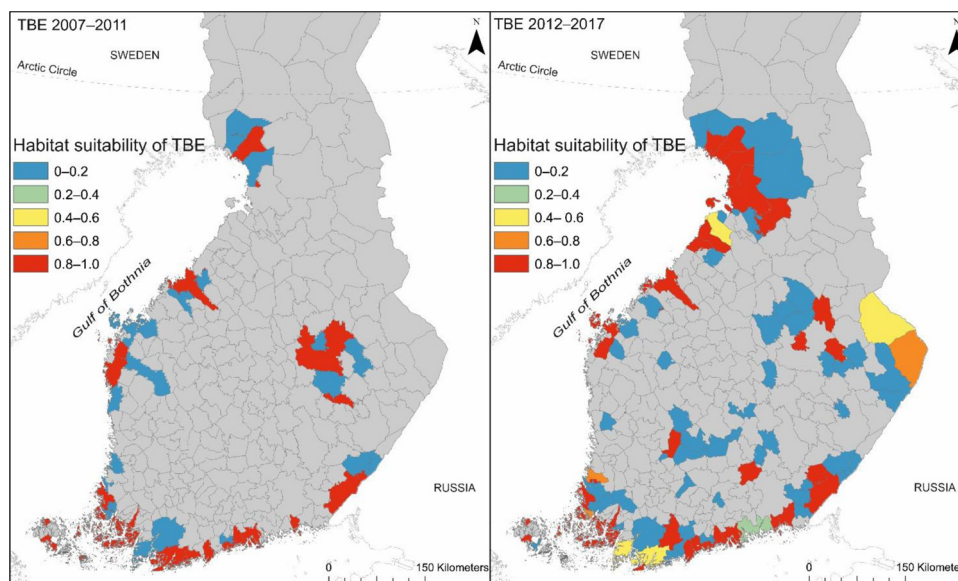 TBE 2007–2011
SWEDEN
N
Arctic Circle
Habitat suitability of TBE
0–0.2
0.2–0.4
0.4–0.6
0.6–0.8
0.8–1.0
Gulf of Bothnia
RUSSIA
0 150 Kilometers
TBE 2012–2017
SWEDEN
N
Arctic Circle
Habitat suitability of TBE
0–0.2
0.2–0.4
0.4– 0.6
0.6–0.8
0.8–1.0
Gulf of Bothnia
RUSSIA
0 150 Kilometers